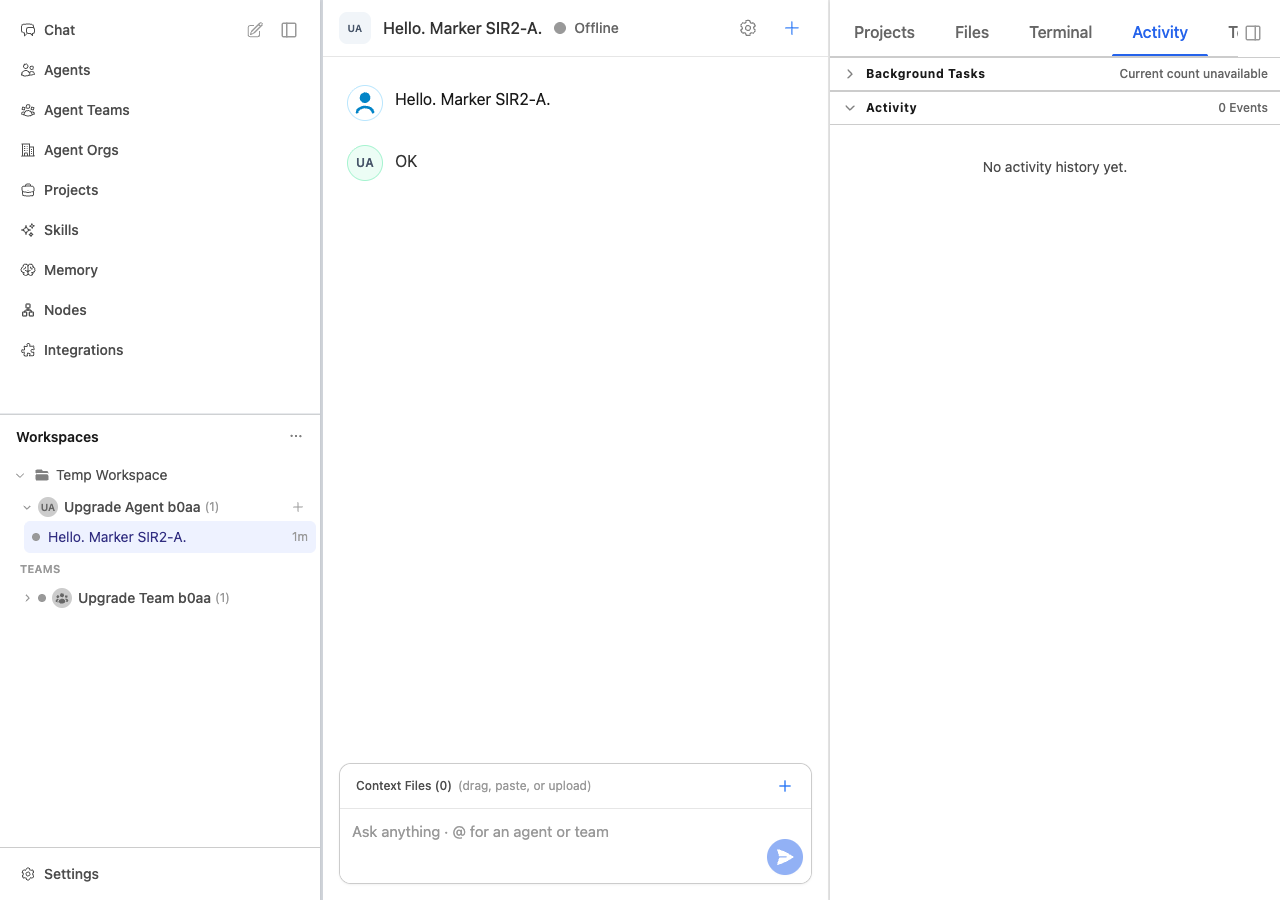 Chat
Agents
Agent Teams
Agent Orgs
Projects
Skills
Memory
Nodes
Integrations
Workspaces
Temp Workspace
UA Upgrade Agent b0aa (1)
Hello. Marker SIR2-A. 1m
TEAMS
Upgrade Team b0aa (1)
Settings
UA Hello. Marker SIR2-A. Offline
Hello. Marker SIR2-A.
UA OK
Context Files (0) (drag, paste, or upload)
Ask anything · @ for an agent or team
Projects Files Terminal Activity
Background Tasks Current count unavailable
Activity 0 Events
No activity history yet.